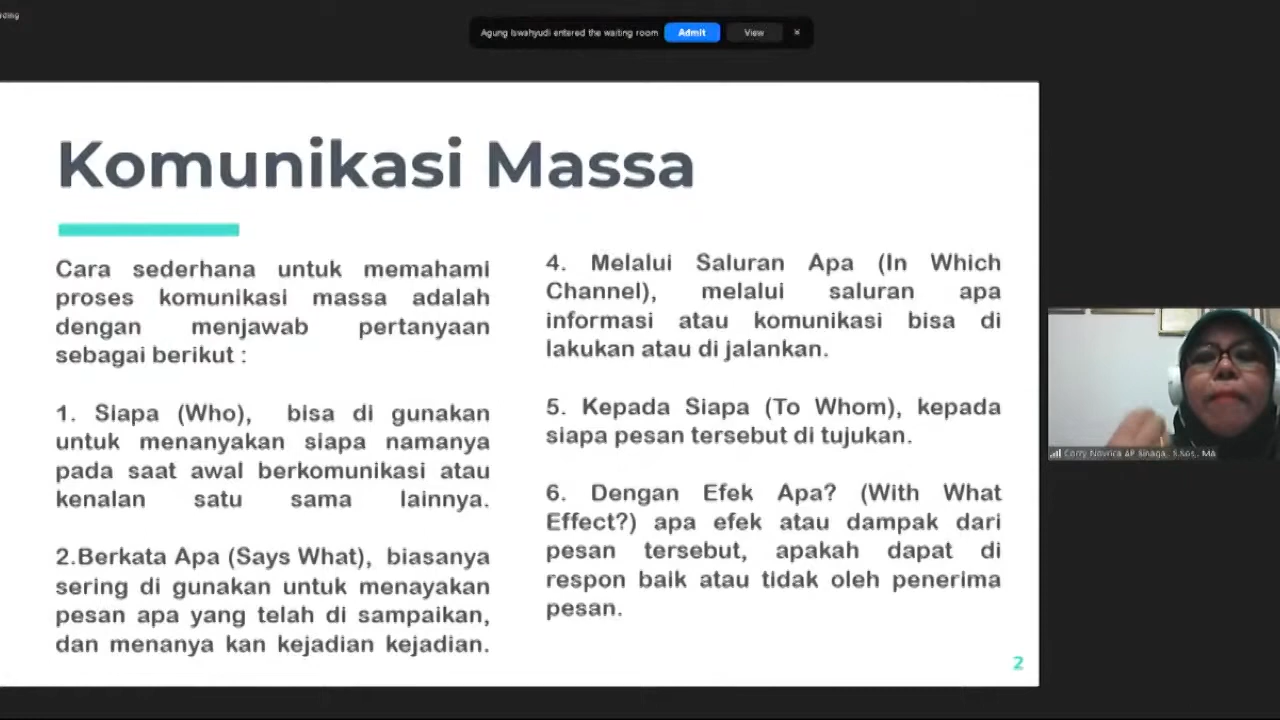 Agung Iswahyudi entered the waiting room
Admit
View
Komunikasi Massa
Cara sederhana untuk memahami
proses komunikasi massa adalah
dengan menjawab pertanyaan
sebagai berikut :
1. Siapa (Who), bisa di gunakan
untuk menanyakan siapa namanya
pada saat awal berkomunikasi atau
kenalan satu sama lainnya.
2.Berkata Apa (Says What), biasanya
sering di gunakan untuk menayakan
pesan apa yang telah di sampaikan,
dan menanya kan kejadian kejadian.
4. Melalui Saluran Apa (In Which
Channel), melalui saluran apa
informasi atau komunikasi bisa di
lakukan atau di jalankan.
5. Kepada Siapa (To Whom), kepada
siapa pesan tersebut di tujukan.
6. Dengan Efek Apa? (With What
Effect?) apa efek atau dampak dari
pesan tersebut, apakah dapat di
respon baik atau tidak oleh penerima
pesan.
2
Corry Novrica AP Sinaga., S.Sos., MA